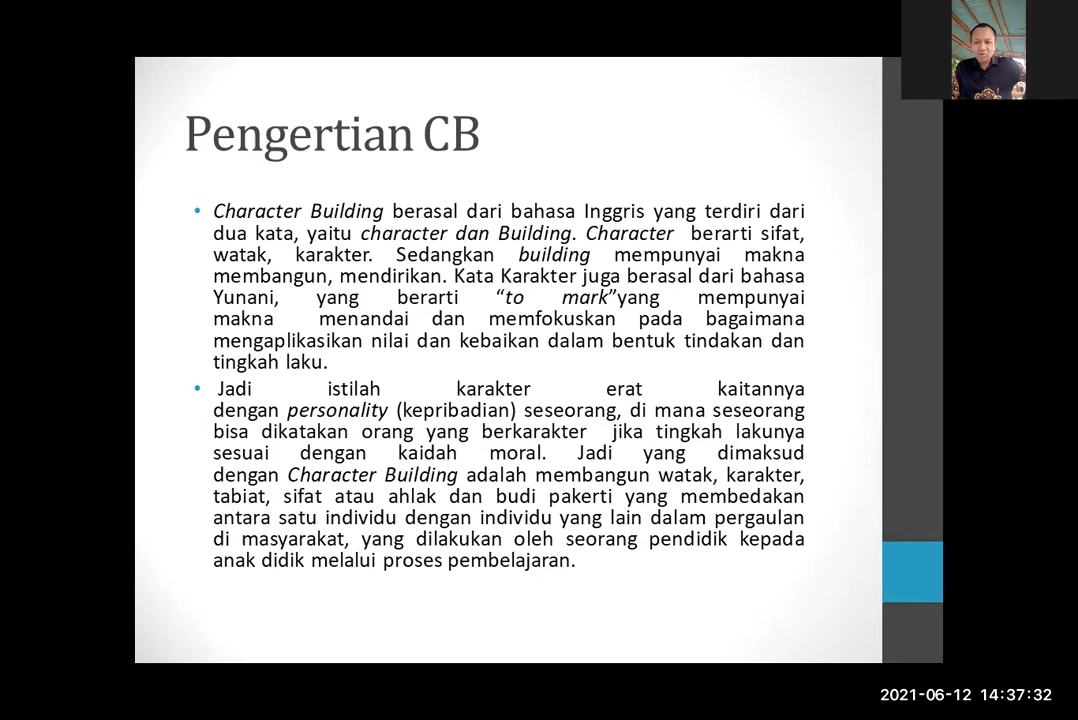 Pengertian CB
• Character Building berasal dari bahasa Inggris yang terdiri dari
dua kata, yaitu character dan Building. Character berarti sifat,
watak, karakter. Sedangkan building mempunyai makna
membangun, mendirikan. Kata Karakter juga berasal dari bahasa
Yunani, yang berarti “to mark”yang mempunyai
makna menandai dan memfokuskan pada bagaimana
mengaplikasikan nilai dan kebaikan dalam bentuk tindakan dan
tingkah laku.
• Jadi istilah karakter erat kaitannya
dengan personality (kepribadian) seseorang, di mana seseorang
bisa dikatakan orang yang berkarakter jika tingkah lakunya
sesuai dengan kaidah moral. Jadi yang dimaksud
dengan Character Building adalah membangun watak, karakter,
tabiat, sifat atau ahlak dan budi pakerti yang membedakan
antara satu individu dengan individu yang lain dalam pergaulan
di masyarakat, yang dilakukan oleh seorang pendidik kepada
anak didik melalui proses pembelajaran.
2021-06-12 14:37:32